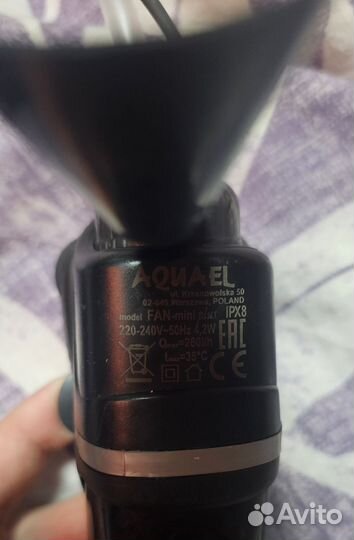 AQUAEL
ul. Krasnowolska 50
02-849 Warszawa, POLAND
model FAN-mini plus IPX8
220-240V~50Hz 4,2W
Qmax=260l/h
tmax=35°C
EAC
Avito